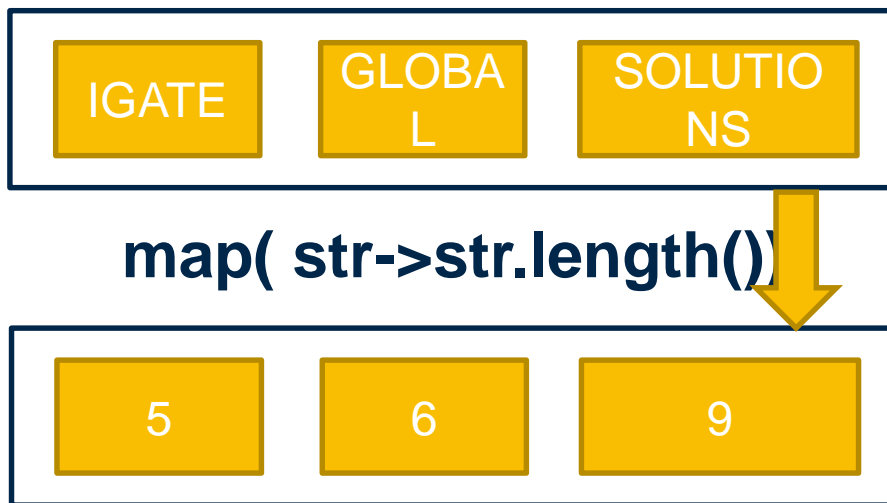 IGATE
GLOBA
L
SOLUTIO
NS
map( str->str.length())
5
6
9